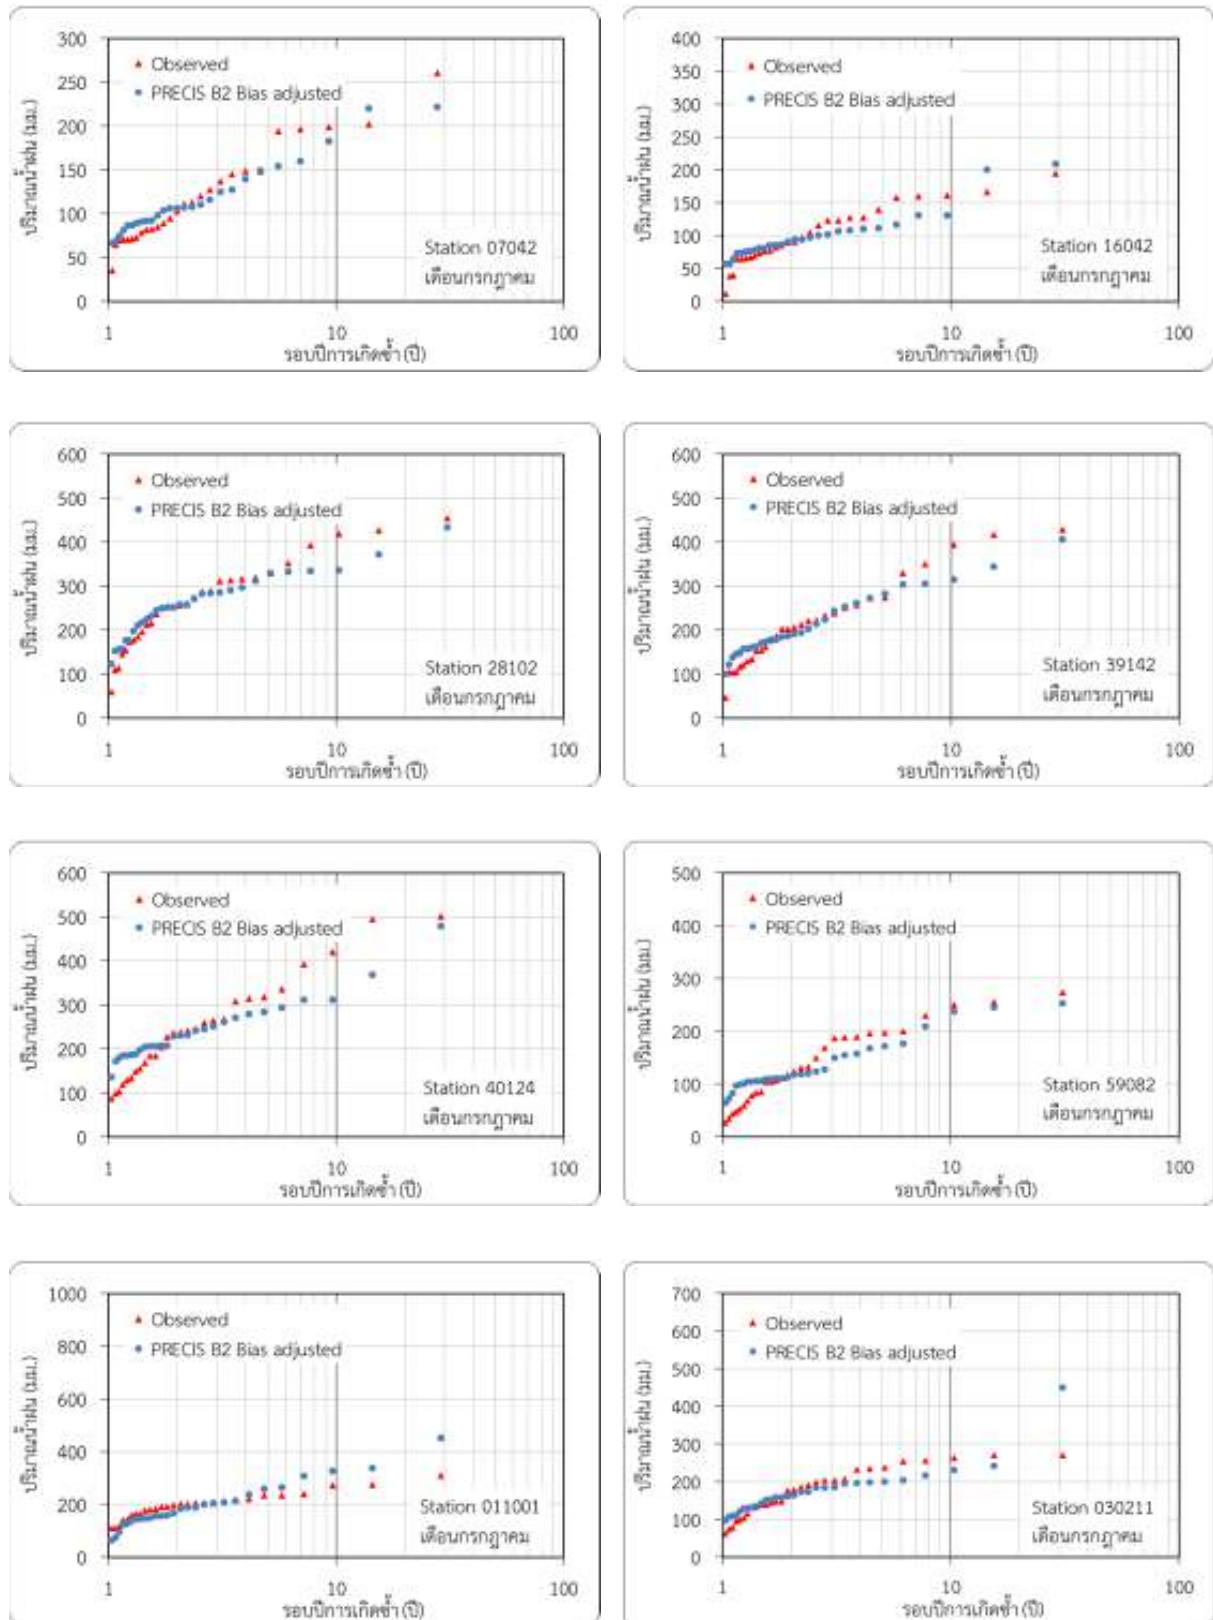 300
250
200
150
100
50
0
ปริมาณน้ำฝน (มม.)
Observed
PRECIS B2 Bias adjusted
Station 07042
เดือนกรกฎาคม
1 10 100
รอบปีการเกิดซ้ำ (ปี)
400
350
300
250
200
150
100
50
0
ปริมาณน้ำฝน (มม.)
Observed
PRECIS B2 Bias adjusted
Station 16042
เดือนกรกฎาคม
1 10 100
รอบปีการเกิดซ้ำ (ปี)
600
500
400
300
200
100
0
ปริมาณน้ำฝน (มม.)
Observed
PRECIS B2 Bias adjusted
Station 28102
เดือนกรกฎาคม
1 10 100
รอบปีการเกิดซ้ำ (ปี)
600
500
400
300
200
100
0
ปริมาณน้ำฝน (มม.)
Observed
PRECIS B2 Bias adjusted
Station 39142
เดือนกรกฎาคม
1 10 100
รอบปีการเกิดซ้ำ (ปี)
600
500
400
300
200
100
0
ปริมาณน้ำฝน (มม.)
Observed
PRECIS B2 Bias adjusted
Station 40124
เดือนกรกฎาคม
1 10 100
รอบปีการเกิดซ้ำ (ปี)
500
400
300
200
100
0
ปริมาณน้ำฝน (มม.)
Observed
PRECIS B2 Bias adjusted
Station 59082
เดือนกรกฎาคม
1 10 100
รอบปีการเกิดซ้ำ (ปี)
1000
800
600
400
200
0
ปริมาณน้ำฝน (มม.)
Observed
PRECIS B2 Bias adjusted
Station 011001
เดือนกรกฎาคม
1 10 100
รอบปีการเกิดซ้ำ (ปี)
700
600
500
400
300
200
100
0
ปริมาณน้ำฝน (มม.)
Observed
PRECIS B2 Bias adjusted
Station 030211
เดือนกรกฎาคม
1 10 100
รอบปีการเกิดซ้ำ (ปี)